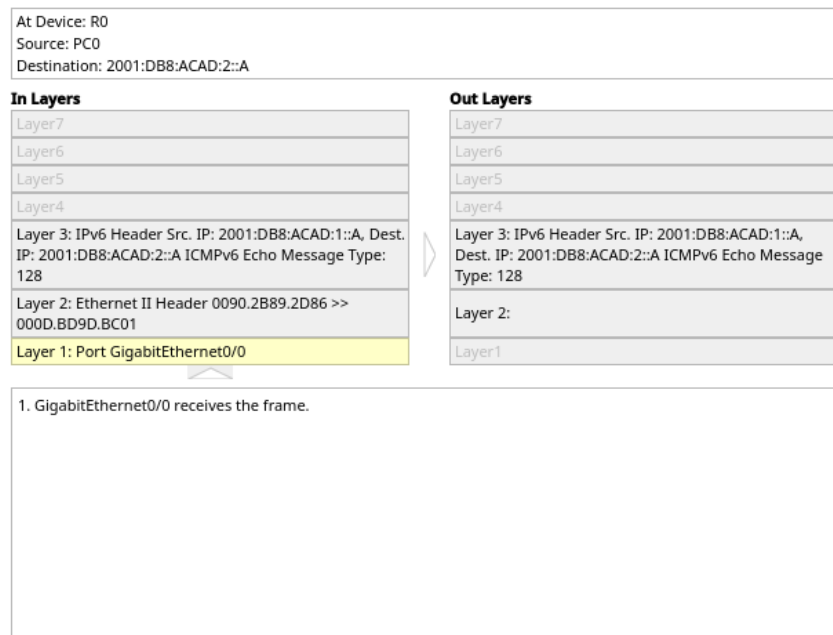 At Device: R0
Source: PC0
Destination: 2001:DB8:ACAD:2::A
In Layers
Layer7
Layer6
Layer5
Layer4
Layer 3: IPv6 Header Src. IP: 2001:DB8:ACAD:1::A, Dest.
IP: 2001:DB8:ACAD:2::A ICMPv6 Echo Message Type:
128
Layer 2: Ethernet II Header 0090.2B89.2D86 >>
000D.BD9D.BC01
Layer 1: Port GigabitEthernet0/0
Out Layers
Layer7
Layer6
Layer5
Layer4
Layer 3: IPv6 Header Src. IP: 2001:DB8:ACAD:1::A,
Dest. IP: 2001:DB8:ACAD:2::A ICMPv6 Echo Message
Type: 128
Layer 2:
Layer1
1. GigabitEthernet0/0 receives the frame.